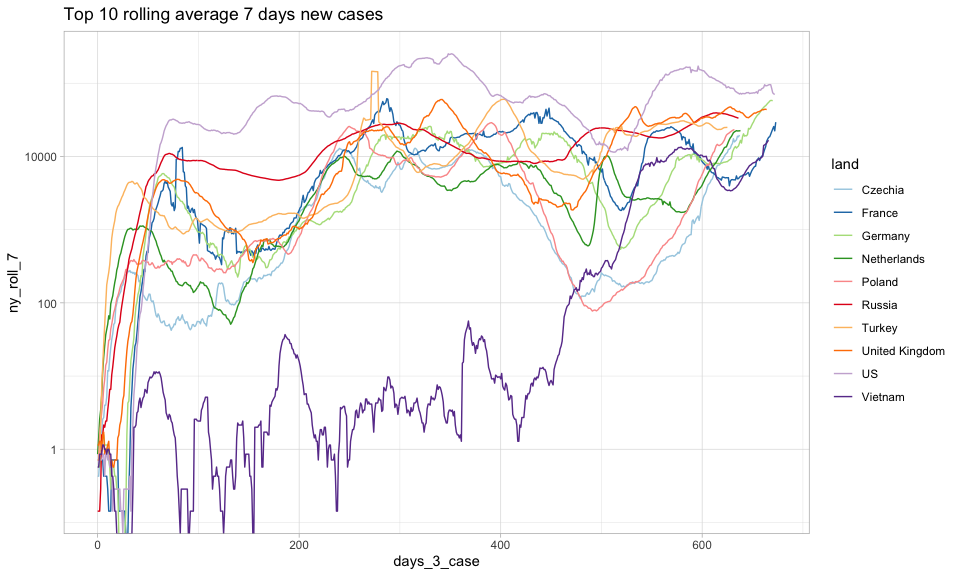 Top 10 rolling average 7 days new cases
ny_roll_7
10000
100
1
0
200
400
600
days_3_case
land
Czechia
France
Germany
Netherlands
Poland
Russia
Turkey
United Kingdom
US
Vietnam